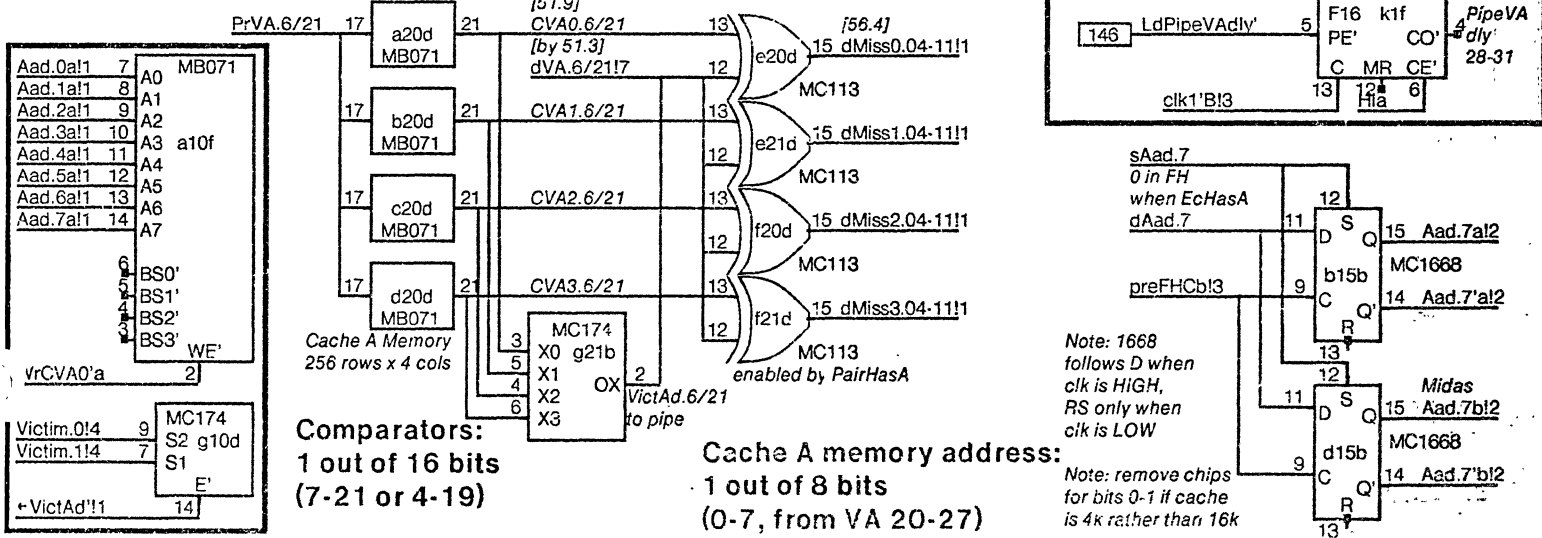 Aad.0a!1 7 A0 MB071
Aad.1a!1 8 A1
Aad.2a!1 9 A2
Aad.3a!1 10 A3 a10f
Aad.4a!1 11 A4
Aad.5a!1 12 A5
Aad.6a!1 13 A6
Aad.7a!1 14 A7
6 BS0'
5 BS1'
4 BS2'
3 BS3'
WE'
VrCVA0'a 2
MC174
Victim.0!4 9 S2 g10d
Victim.1!4 7 S1
E'
←VictAd'!1 14
PrVA.6/21 17 a20d 21
MB071
[51.9]
CVA0.6/21 13
[by 51.3]
dVA.6/21!7 12
e20d
[56.4]
15 dMiss0.04-11!1
MC113
17 b20d 21 CVA1.6/21 13
MB071
e21d 15 dMiss1.04-11!1
12
MC113
17 c20d 21 CVA2.6/21 13
MB071
f20d 15 dMiss2.04-11!1
12
MC113
17 d20d 21 CVA3.6/21 13
MB071
f21d 15 dMiss3.04-11!1
12
MC113
enabled by PairHasA
Cache A Memory
256 rows x 4 cols
MC174
3 X0 g21b
5 X1
4 X2 OX 2
6 X3
VictAd.6/21
to pipe
Comparators:
1 out of 16 bits
(7-21 or 4-19)
Cache A memory address:
1 out of 8 bits
(0-7, from VA 20-27)
146 LdPipeVAdly' 5
F16 k1f
PE' CO' 4
C MR CE'
PipeVA
dly'
28-31
clk1'B!3 13
12 6
Hia
sAad.7
0 in FH
when EcHasA
dAad.7
12
11 D S Q 15 Aad.7a!2
b15b MC1668
preFHCb!3 9 C Q' 14 Aad.7'a!2
R
13
Note: 1668
follows D when
clk is HIGH,
RS only when
clk is LOW
12
Midas
11 D S Q 15 Aad.7b!2
d15b MC1668
9 C Q' 14 Aad.7'b!2
R
13
Note: remove chips
for bits 0-1 if cache
is 4k rather than 16k